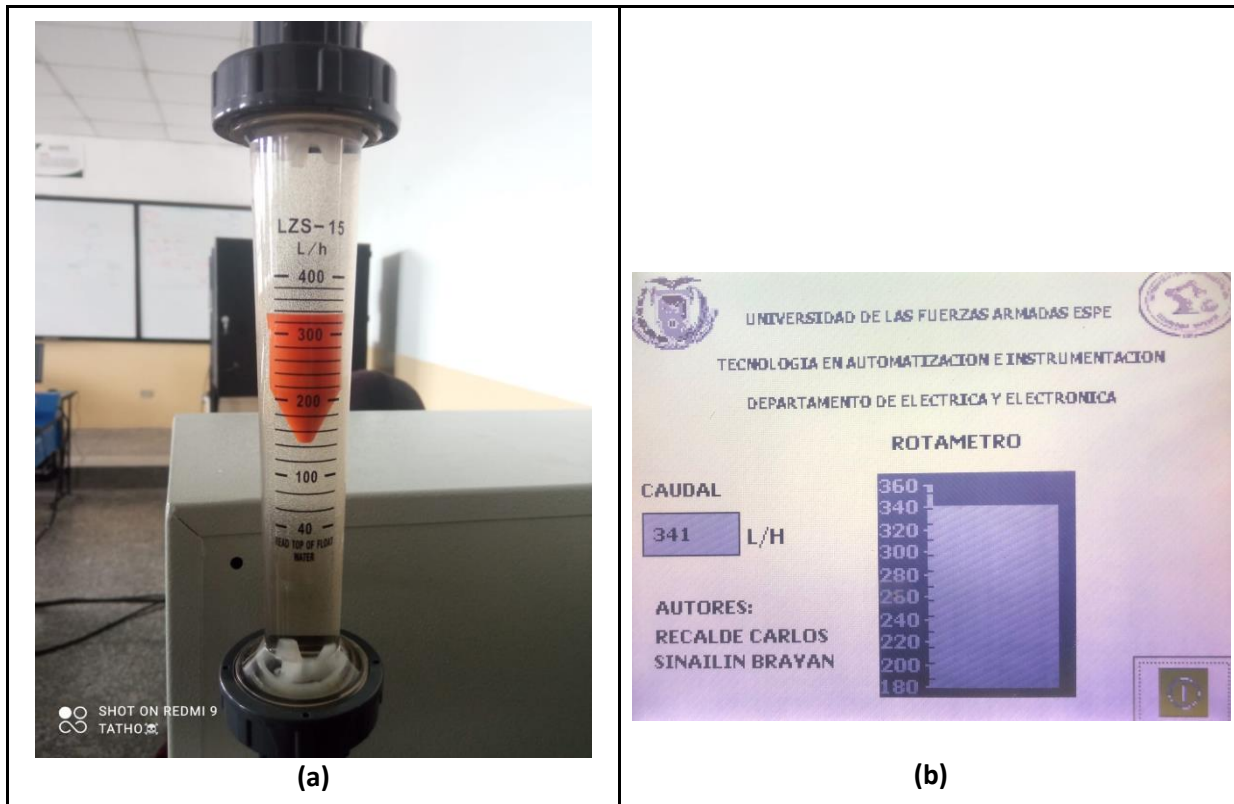 LZS-15
L/h
400
300
200
100
40
READ TOP OF FLOAT
WATER
SHOT ON REDMI 9
TATHO
(a)
UNIVERSIDAD DE LAS FUERZAS ARMADAS ESPE
TECNOLOGIA EN AUTOMATIZACION E INSTRUMENTACION
DEPARTAMENTO DE ELECTRICA Y ELECTRONICA
ROTAMETRO
CAUDAL
341 L/H
360
340
320
300
280
260
240
220
200
180
AUTORES:
RECALDE CARLOS
SINAILIN BRAYAN
(b)